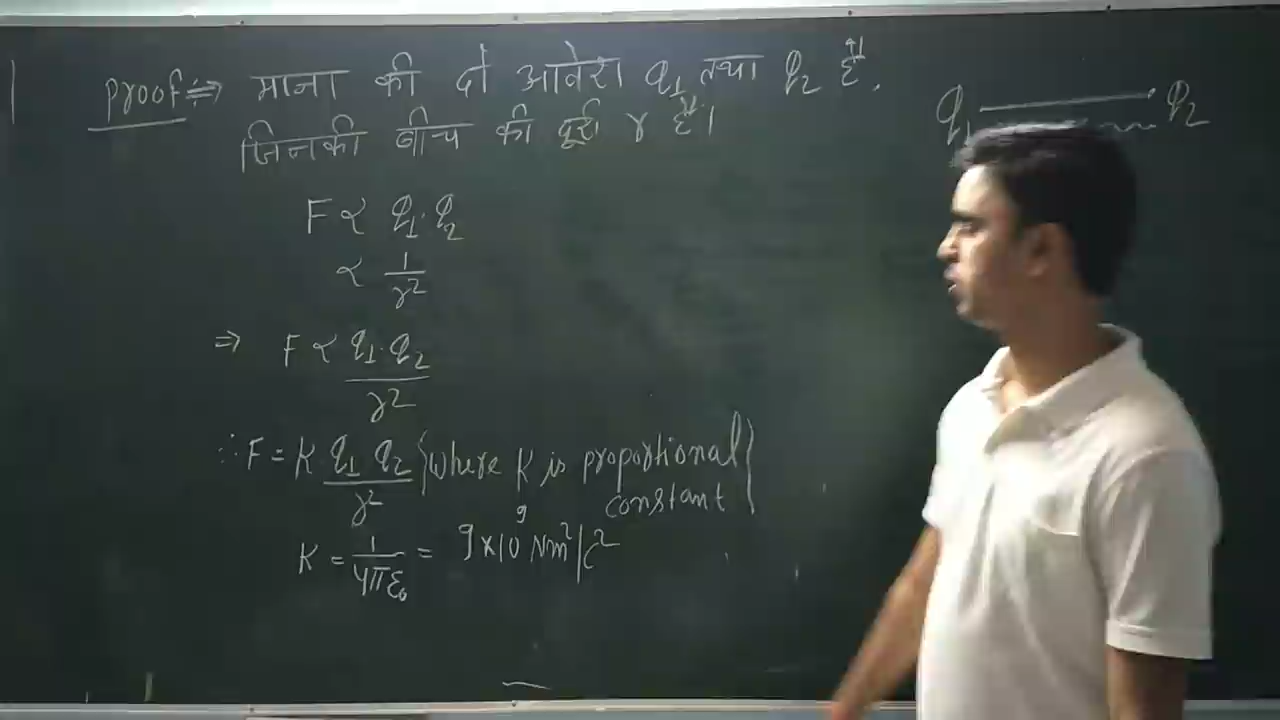 proof :⇒ माना की दो आवेश q₁ तथा q₂ हैं,
जिनकी बीच की दूरी r हैं।
q₁ q₂
F ∝ q₁. q₂
∝ 1/r²
⇒ F ∝ q₁. q₂/r²
∴ F = K q₁ q₂/r² {where K is proportional
constant}
K = 1/4πε₀ = 9×10⁹ Nm²/c²